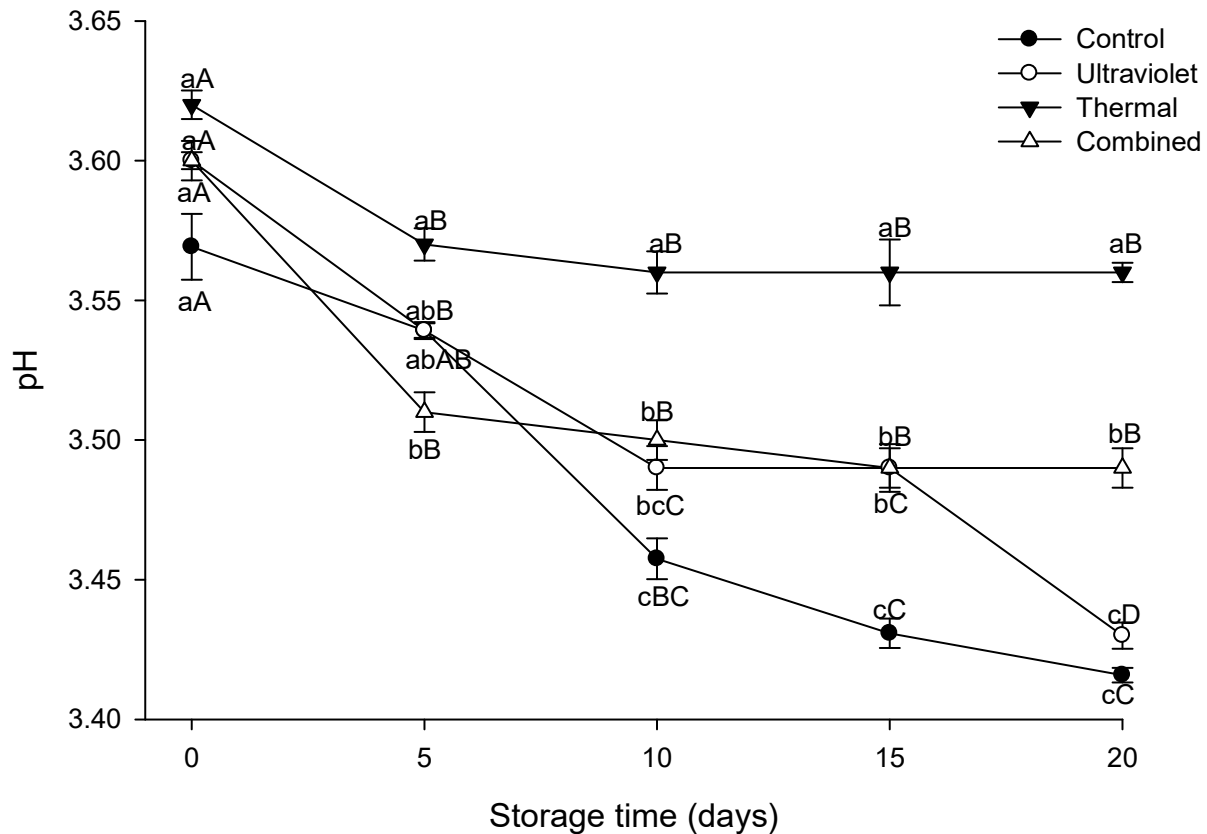 3.65
3.60
3.55
3.50
3.45
3.40
pH
Control
Ultraviolet
Thermal
Combined
aA
aA
aA
aA
aB
abB
abAB
bB
aB
bB
bcC
cBC
aB
bB
bC
cC
aB
bB
cD
cC
0
5
10
15
20
Storage time (days)